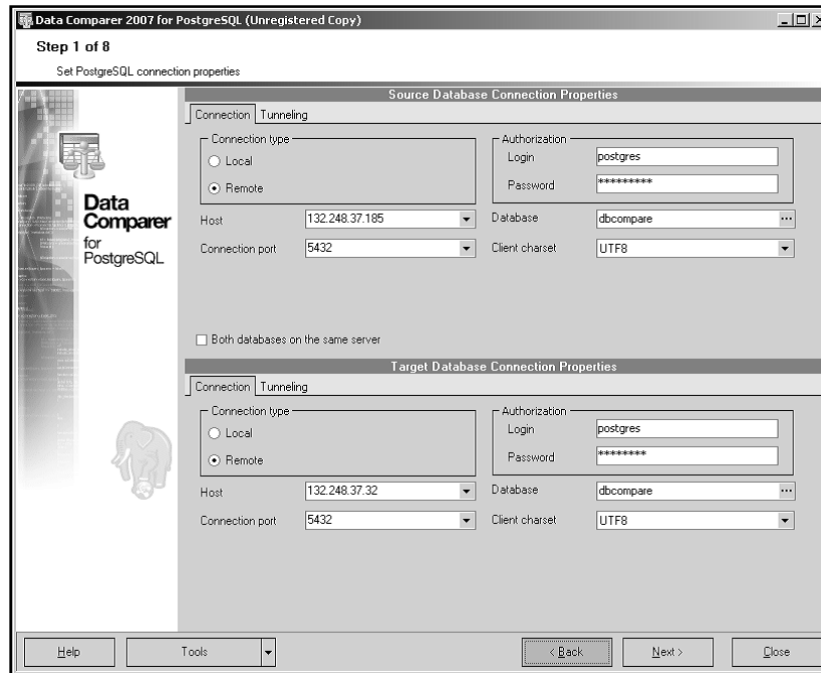 Data Comparer 2007 for PostgreSQL (Unregistered Copy)
Step 1 of 8
Set PostgreSQL connection properties
Data
Comparer
for
PostgreSQL
Source Database Connection Properties
Connection Tunneling
Connection type
Local
Remote
Authorization
Login postgres
Password *********
Host 132.248.37.185
Database dbcompare ...
Connection port 5432
Client charset UTF8
Both databases on the same server
Target Database Connection Properties
Connection Tunneling
Connection type
Local
Remote
Authorization
Login postgres
Password ********
Host 132.248.37.32
Database dbcompare ...
Connection port 5432
Client charset UTF8
Help Tools < Back Next > Close